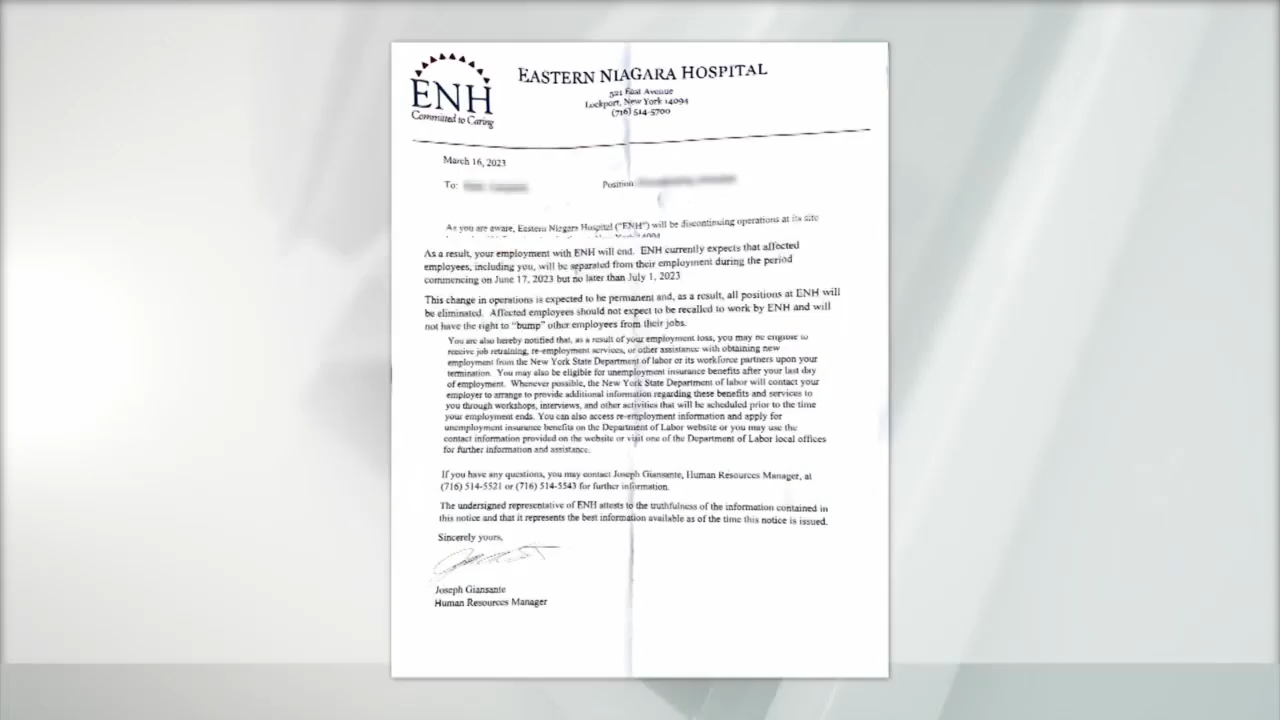 ENH
Committed to Caring
EASTERN NIAGARA HOSPITAL
521 East Avenue
Lockport, New York 14094
(716) 514-5700
March 16, 2023
To:
Position
As you are aware, Eastern Niagara Hospital ("ENH") will be discontinuing operations at its site
As a result, your employment with ENH will end. ENH currently expects that affected
employees, including you, will be separated from their employment during the period
commencing on June 17, 2023 but no later than July 1, 2023
This change in operations is expected to be permanent and, as a result, all positions at ENH will
be eliminated. Affected employees should not expect to be recalled to work by ENH and will
not have the right to "bump" other employees from their jobs.
You are also hereby notified that, as a result of your employment loss, you may be eligible to
receive job retraining, re-employment services, or other assistance with obtaining new
employment from the New York State Department of labor or its workforce partners upon your
termination. You may also be eligible for unemployment insurance benefits after your last day
of employment. Whenever possible, the New York State Department of labor will contact your
employer to arrange to provide additional information regarding these benefits and services to
you through workshops, interviews, and other activities that will be scheduled prior to the time
your employment ends. You can also access re-employment information and apply for
unemployment insurance benefits on the Department of Labor website or you may use the
contact information provided on the website or visit one of the Department of Labor local offices
for further information and assistance.
If you have any questions, you may contact Joseph Giansante, Human Resources Manager, at
(716) 514-5521 or (716) 514-5543 for further information.
The undersigned representative of ENH attests to the truthfulness of the information contained in
this notice and that it represents the best information available as of the time this notice is issued.
Sincerely yours,
Joseph Giansante
Human Resources Manager